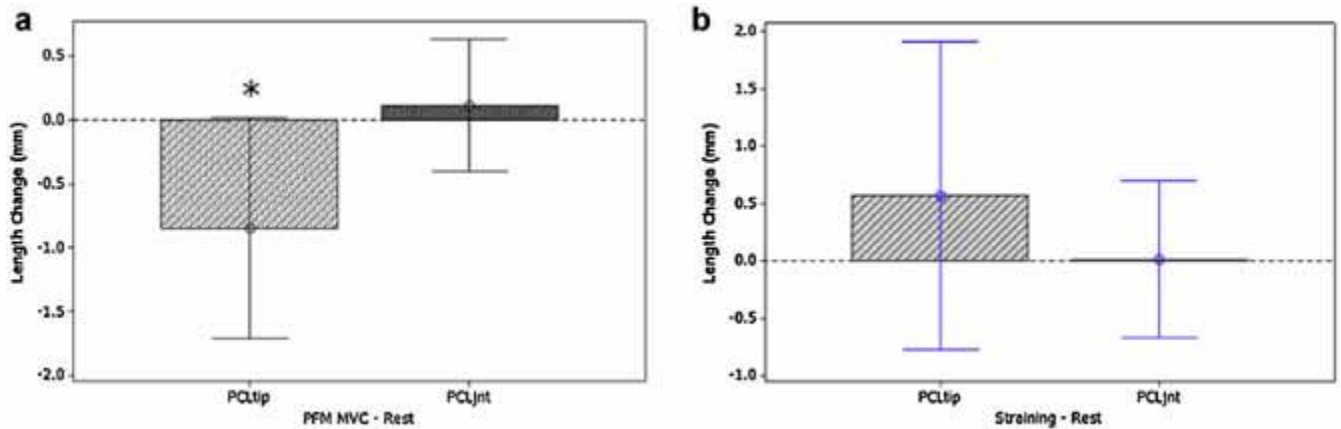 a
Length Change (mm)
0.5
0.0
-0.5
-1.0
-1.5
-2.0
*
PCLtip
PCLjnt
PFM MVC - Rest
b
Length Change (mm)
2.0
1.5
1.0
0.5
0.0
-0.5
-1.0
PCLtip
PCLjnt
Straining - Rest